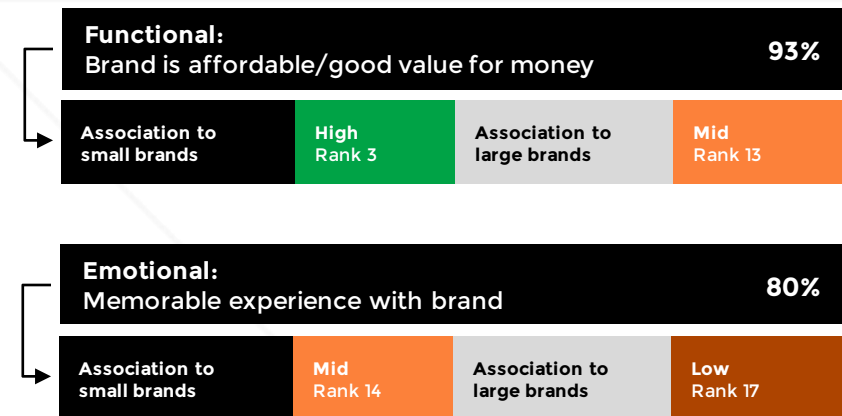 Functional:
Brand is affordable/good value for money
93%
Association to
small brands
High
Rank 3
Association to
large brands
Mid
Rank 13
Emotional:
Memorable experience with brand
80%
Association to
small brands
Mid
Rank 14
Association to
large brands
Low
Rank 17